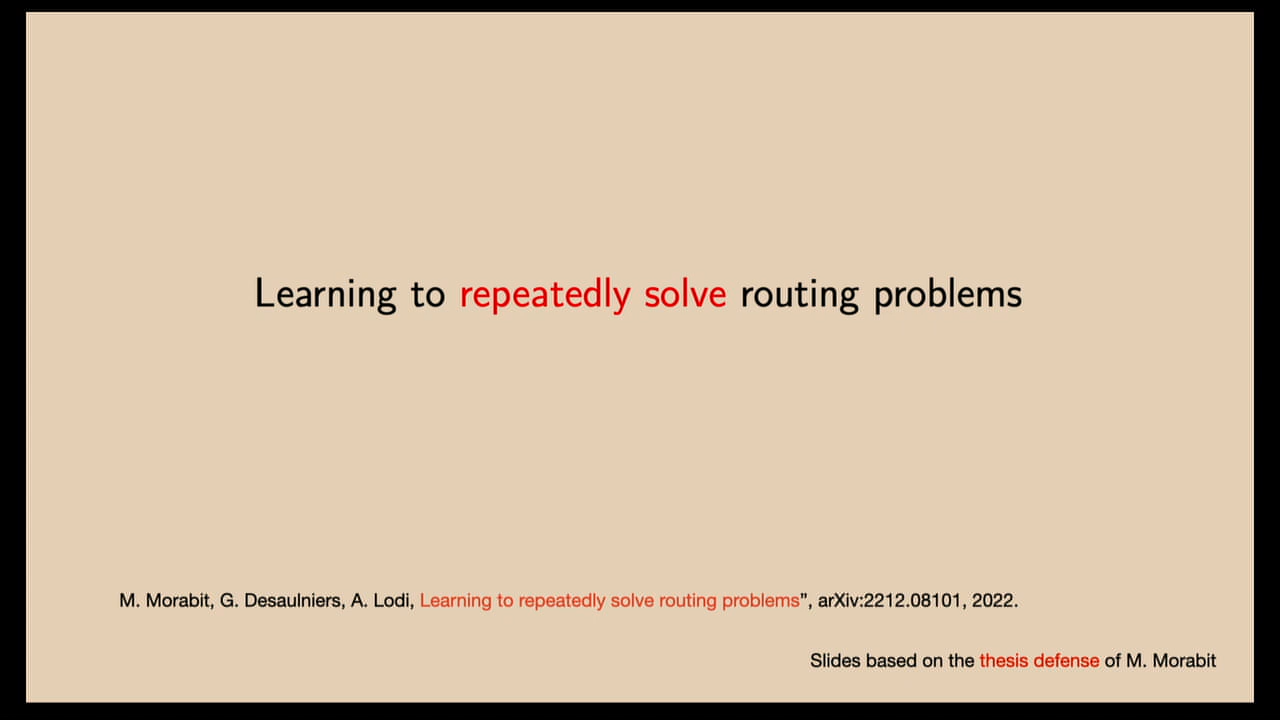 Learning to repeatedly solve routing problems
M. Morabit, G. Desaulniers, A. Lodi, Learning to repeatedly solve routing problems”, arXiv:2212.08101, 2022.
Slides based on the thesis defense of M. Morabit